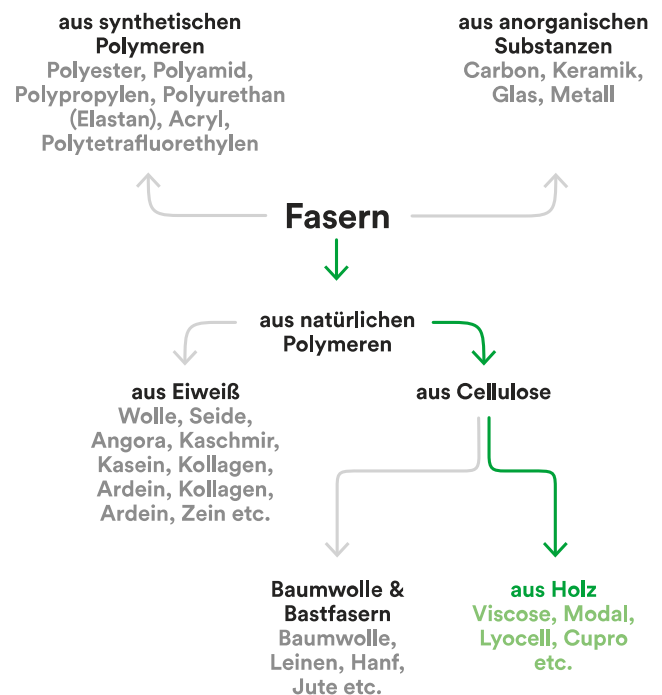 aus synthetischen
Polymeren
Polyester, Polyamid,
Polypropylen, Polyurethan
(Elastan), Acryl,
Polytetrafluorethylen
aus anorganischen
Substanzen
Carbon, Keramik,
Glas, Metall
Fasern
aus natürlichen
Polymeren
aus Eiweiß
Wolle, Seide,
Angora, Kaschmir,
Kasein, Kollagen,
Ardein, Kollagen,
Ardein, Zein etc.
aus Cellulose
Baumwolle &
Bastfasern
Baumwolle,
Leinen, Hanf,
Jute etc.
aus Holz
Viscose, Modal,
Lyocell, Cupro
etc.